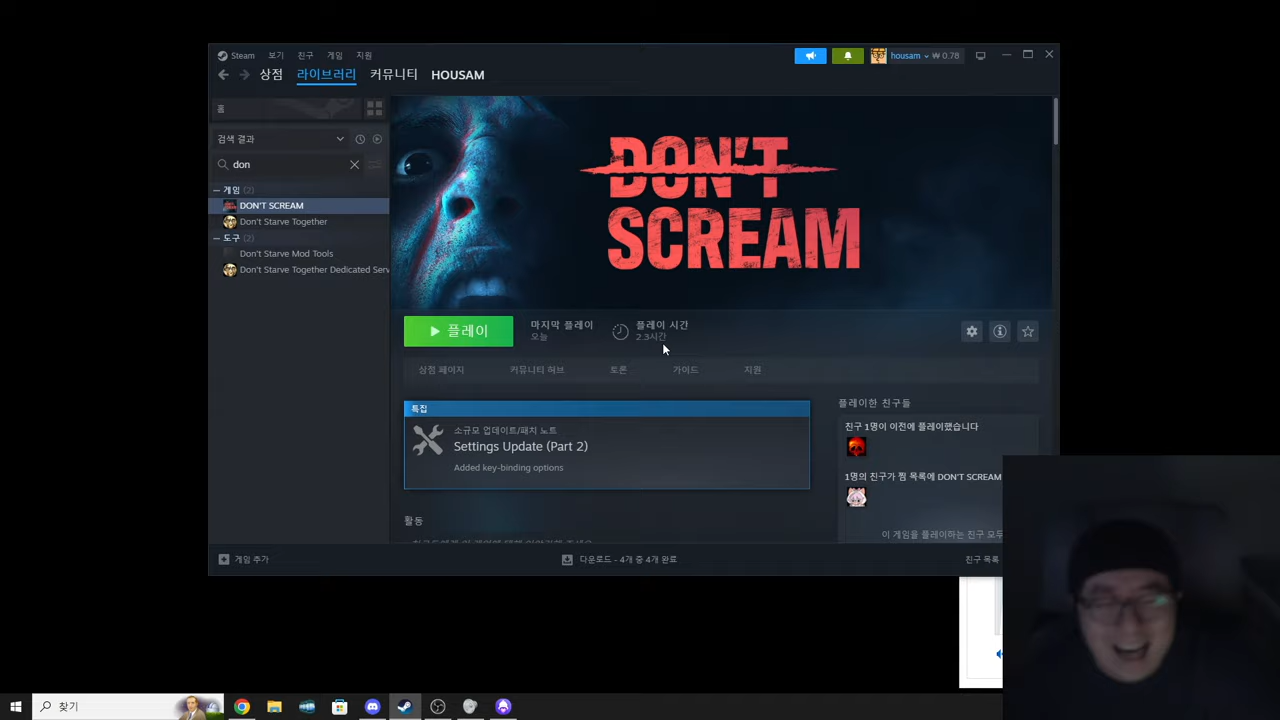 Steam 보기 친구 게임 지원
housam ₩ 0.78
상점 라이브러리 커뮤니티 HOUSAM
홈
검색 결과
don
게임 (2)
DON'T SCREAM
Don't Starve Together
도구 (2)
Don't Starve Mod Tools
Don't Starve Together Dedicated Serv
DON'T
SCREAM
플레이
마지막 플레이
오늘
플레이 시간
2.3시간
상점 페이지 커뮤니티 허브 토론 가이드 지원
특집
소규모 업데이트/패치 노트
Settings Update (Part 2)
Added key-binding options
활동
플레이한 친구들
친구 1명이 이전에 플레이했습니다
1명의 친구가 찜 목록에 DON'T SCREAM
이 게임을 플레이하는 친구 모두
게임 추가
다운로드 - 4개 중 4개 완료
친구 목록
찾기